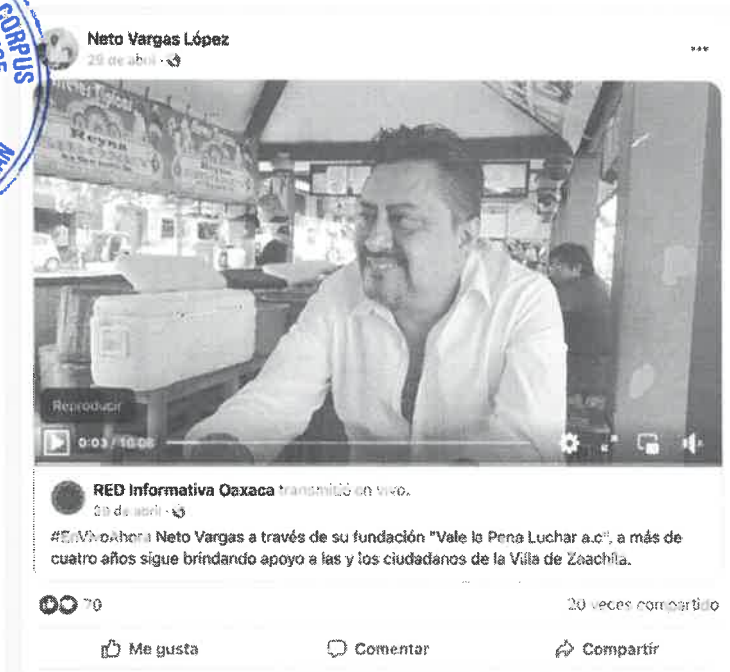 CORPUS
Neto Vargas López
29 de abril
Reyna
Reproducir
0:03 / 10:08
RED Informativa Oaxaca transmitió en vivo.
29 de abril
#EnVivoAhora Neto Vargas a través de su fundación "Vale la Pena Luchar a.c", a más de
cuatro años sigue brindando apoyo a las y los ciudadanos de la Villa de Zaachila.
70
20 veces compartido
Me gusta
Comentar
Compartir